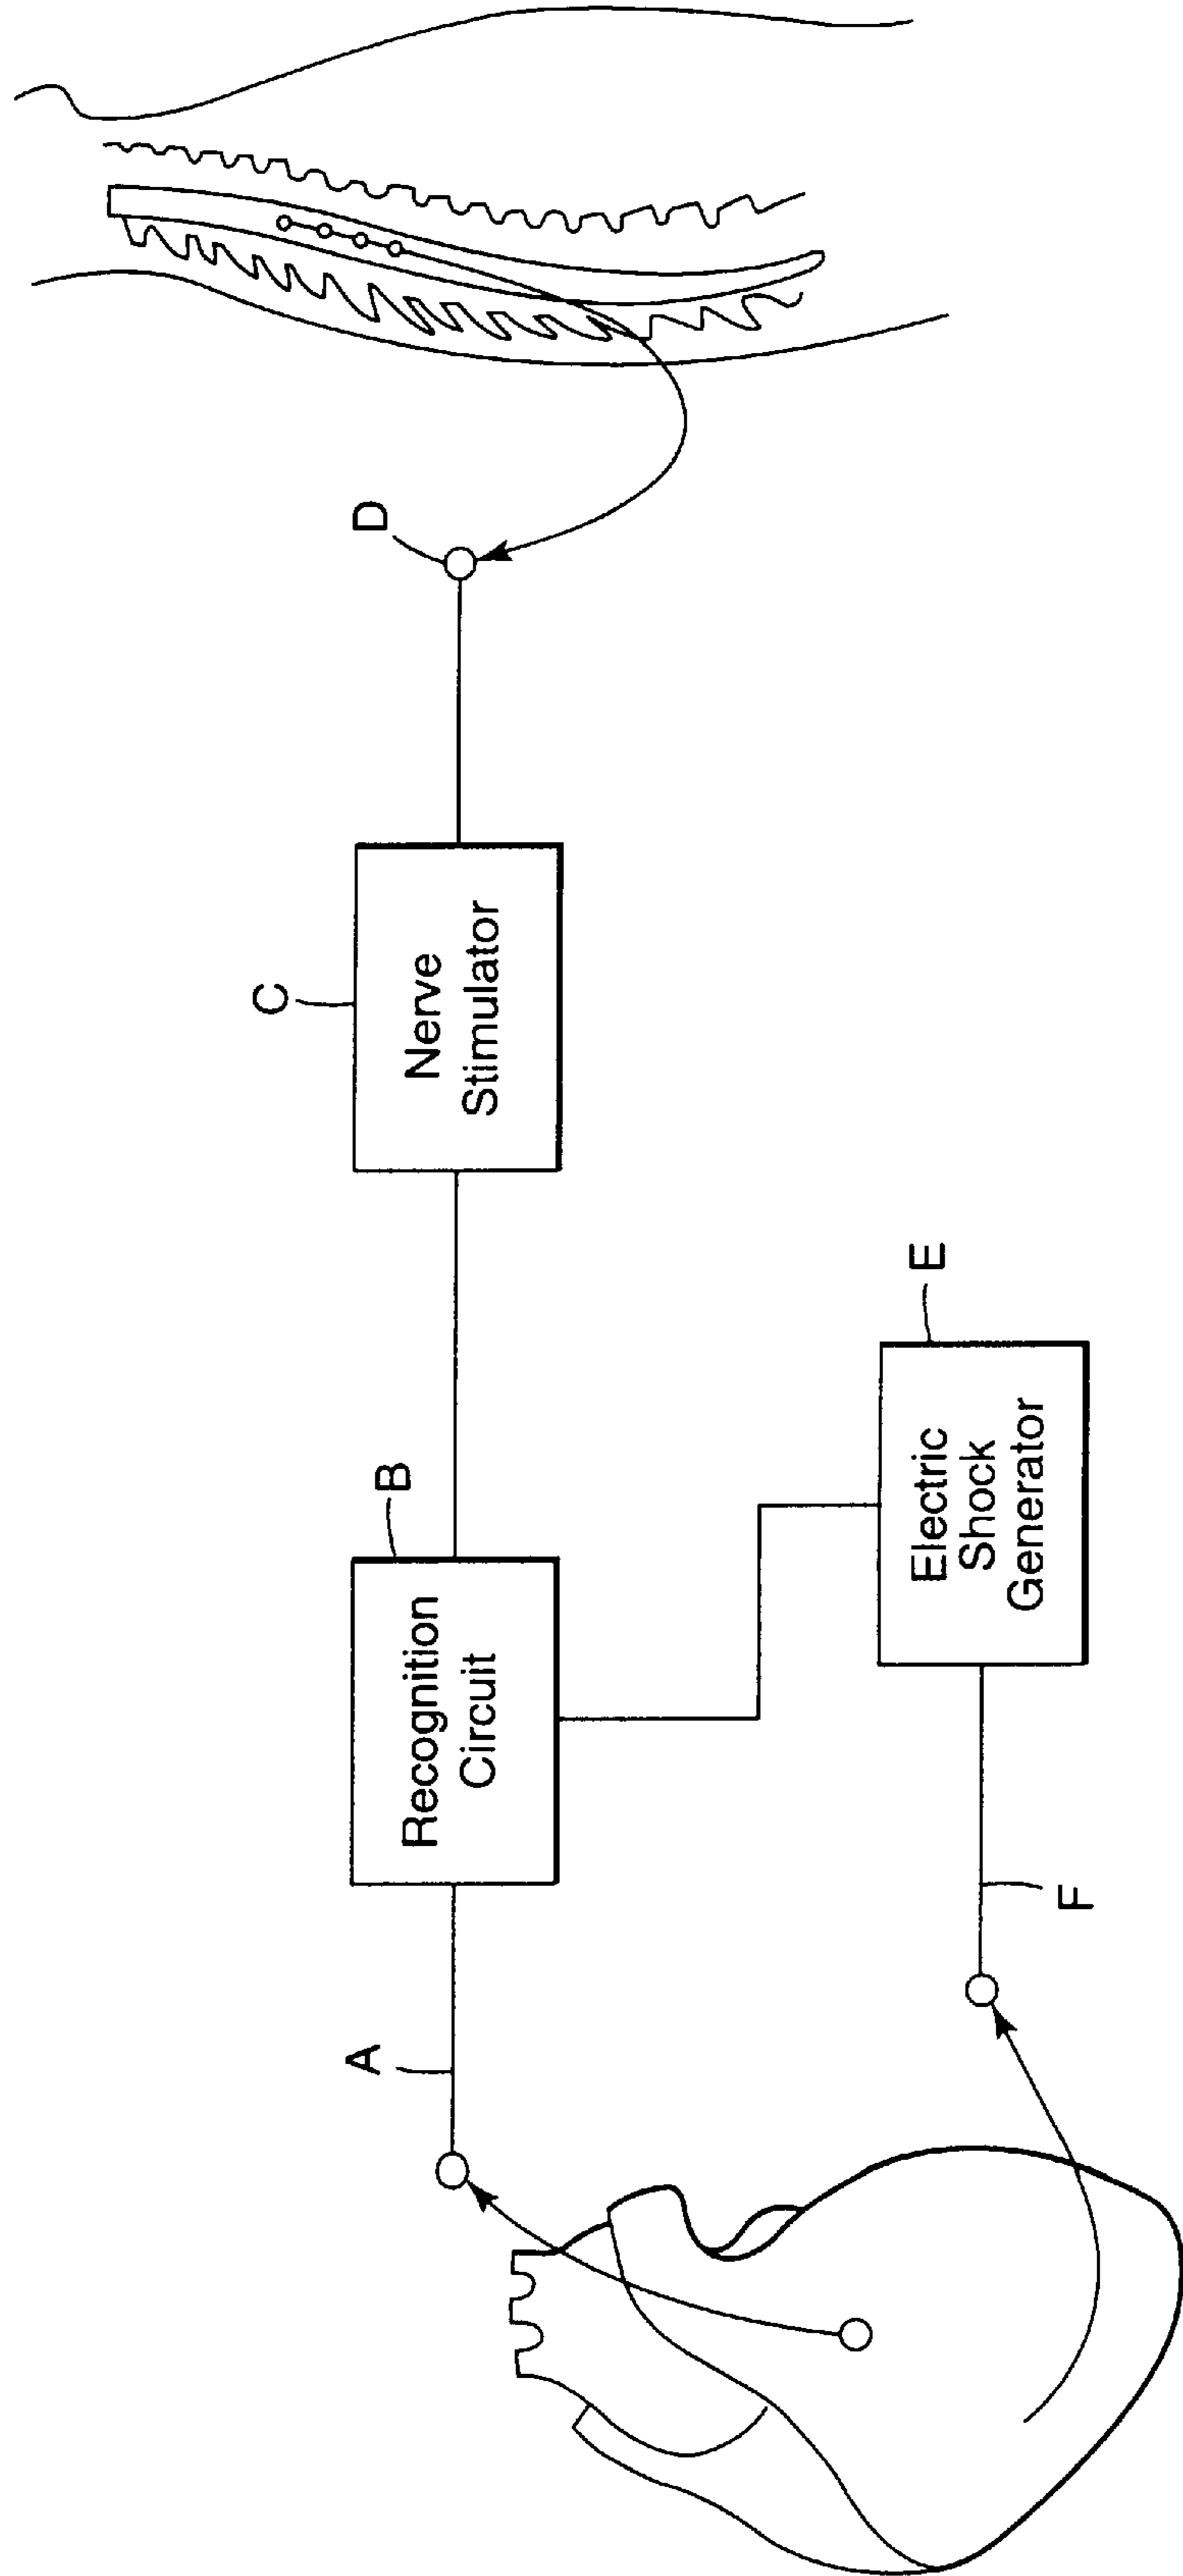 A
B
Recognition
Circuit
C
Nerve
Stimulator
D
E
Electric
Shock
Generator
F